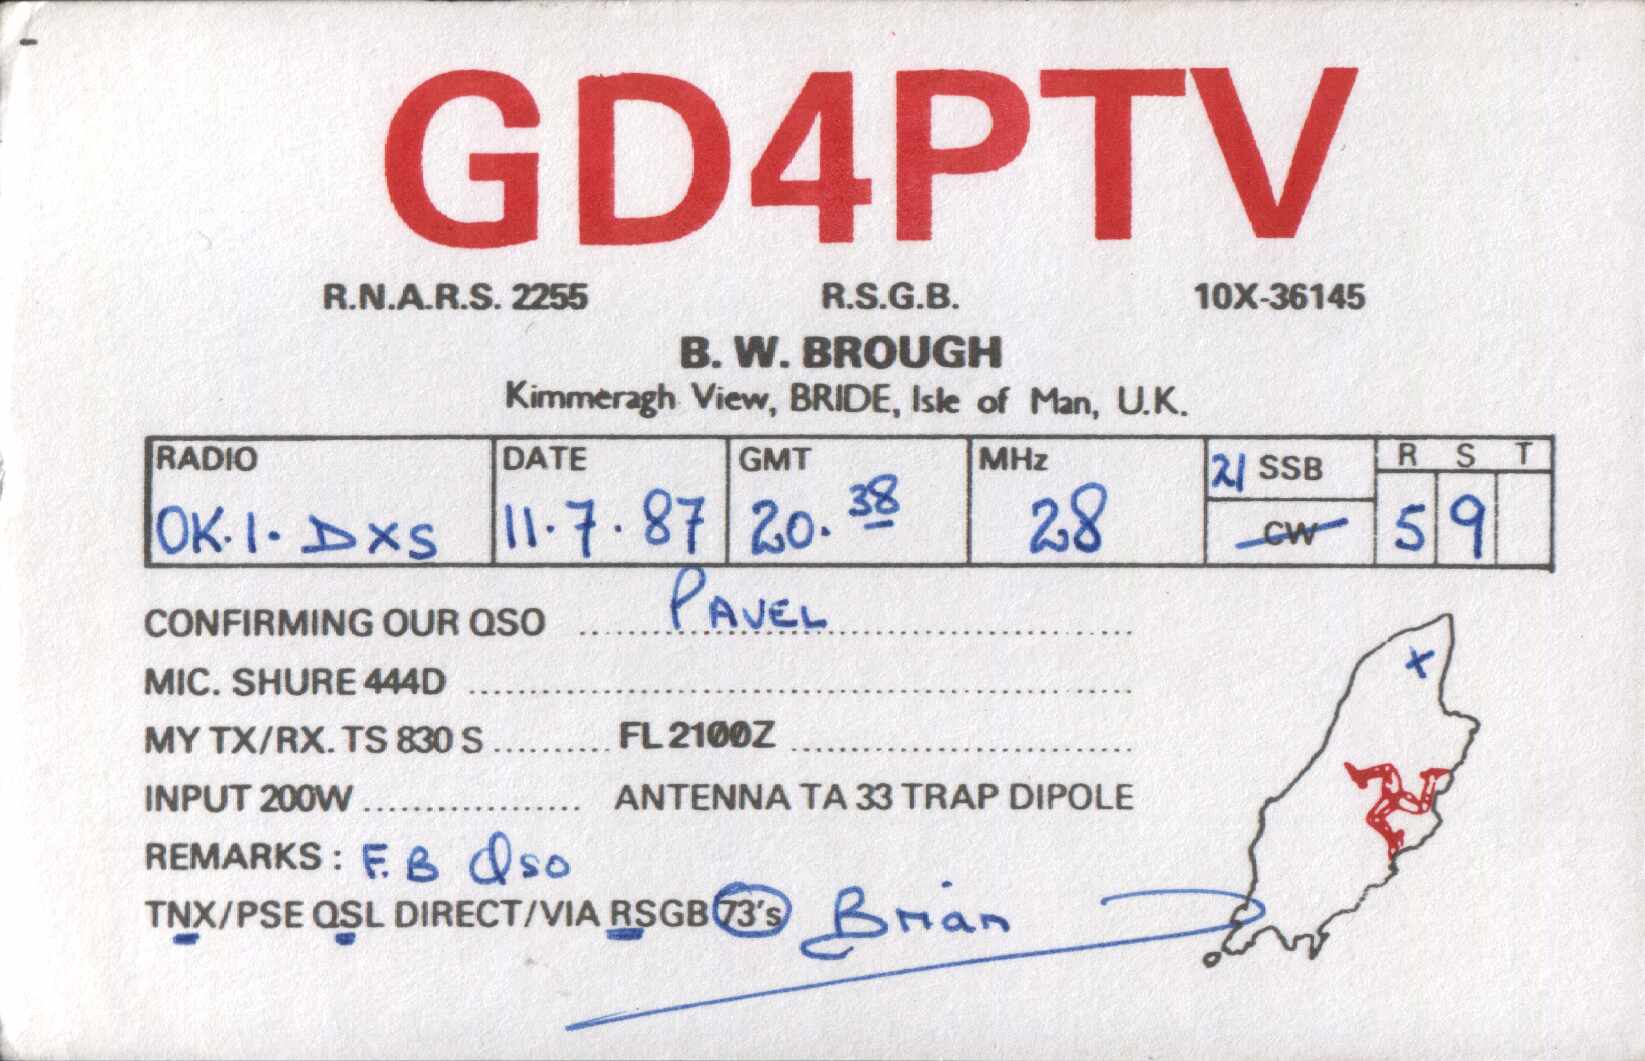 GD4PTV
R.N.A.R.S. 2255 R.S.G.B. 10X-36145
B. W. BROUGH
Kimmeragh View, BRIDE, Isle of Man, U.K.
RADIO DATE GMT MHz 21 SSB R S T
OK.1. DXS 11.7.87 20.38 28 CW 5 9
CONFIRMING OUR QSO PAVEL
MIC. SHURE 444D
MY TX/RX. TS 830 S FL 2100Z
INPUT 200W ANTENNA TA 33 TRAP DIPOLE
REMARKS: F.B QSO
TNX/PSE QSL DIRECT/VIA RSGB 73's Brian
X